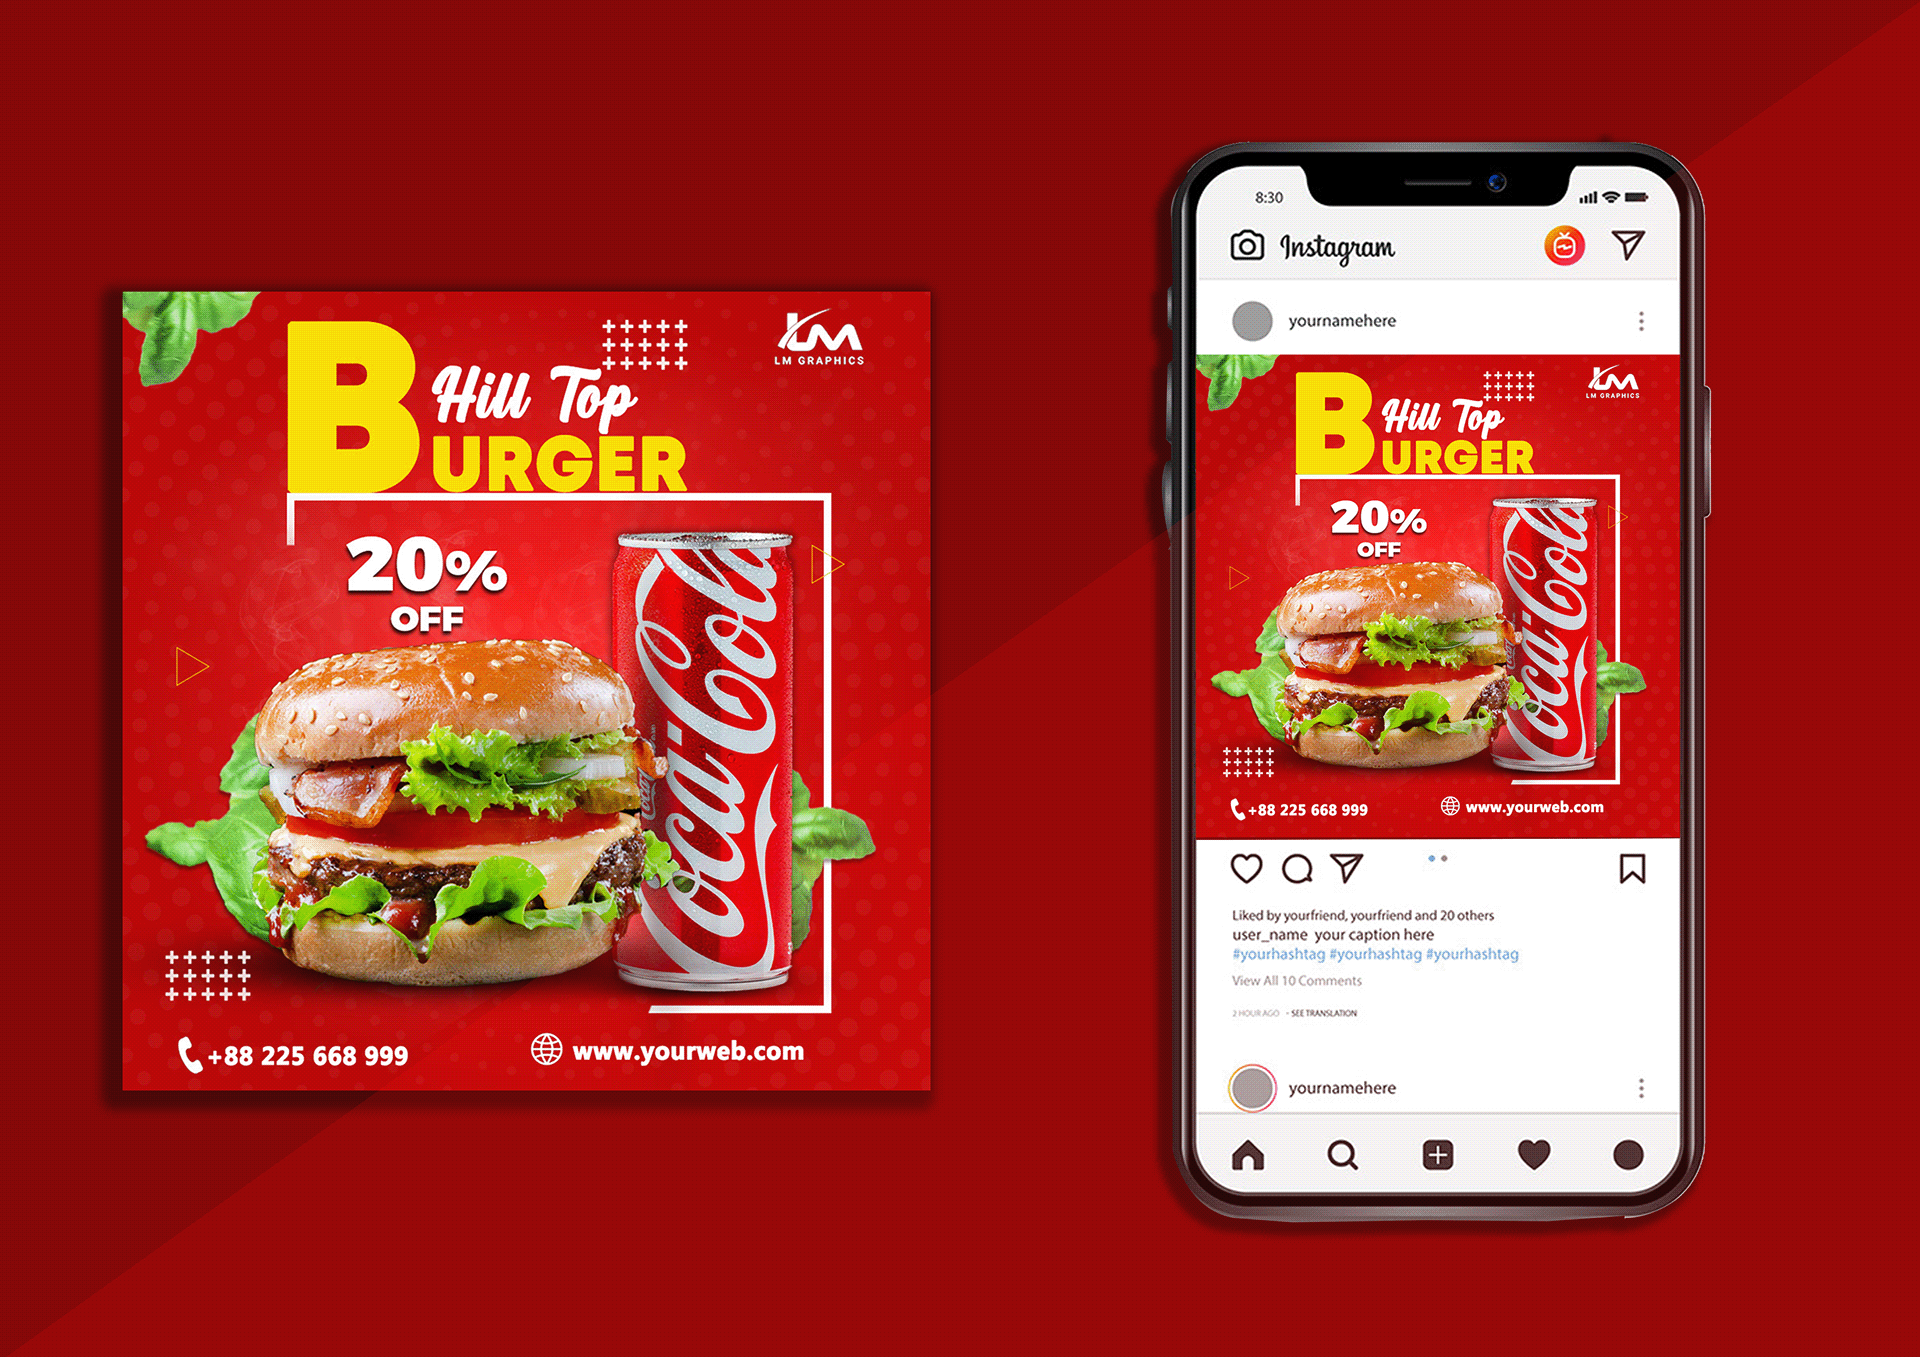 LM
LM GRAPHICS
Hill Top
BURGER
20%
OFF
Coca-Cola
+88 225 668 999
www.yourweb.com
8:30
Instagram
yournamehere
LM
LM GRAPHICS
Hill Top
BURGER
20%
OFF
Coca-Cola
+88 225 668 999
www.yourweb.com
Liked by yourfriend, yourfriend and 20 others
user_name your caption here
#yourhashtag #yourhashtag #yourhashtag
View All 10 Comments
2 HOUR AGO - SEE TRANSLATION
yournamehere